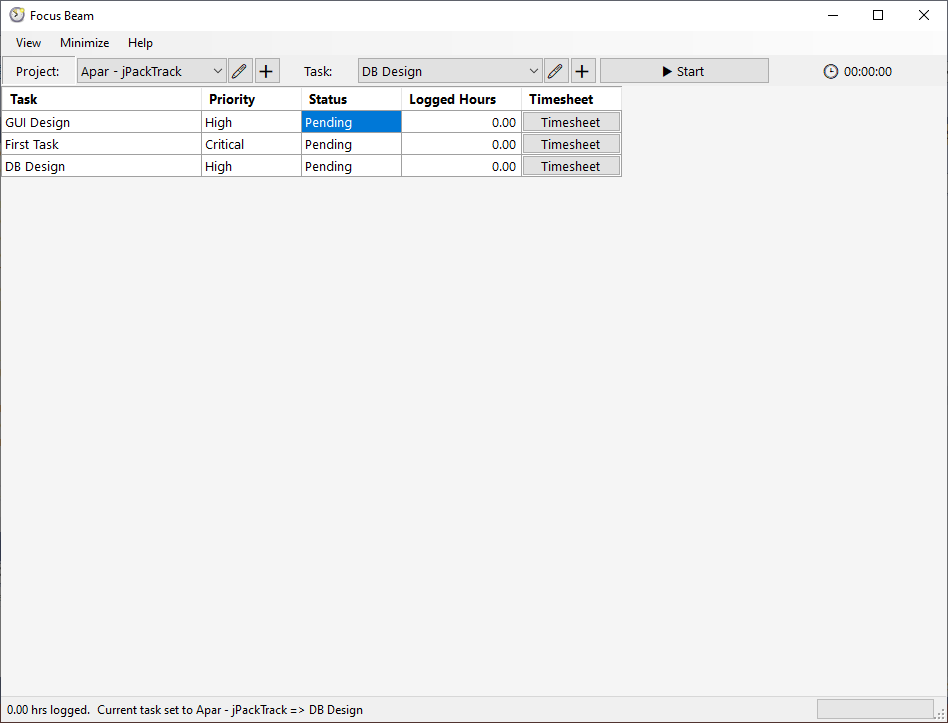 Focus Beam
View Minimize Help
Project: Apar - jPackTrack Task: DB Design Start 00:00:00
Task Priority Status Logged Hours Timesheet
GUI Design High Pending 0.00 Timesheet
First Task Critical Pending 0.00 Timesheet
DB Design High Pending 0.00 Timesheet
0.00 hrs logged. Current task set to Apar - jPackTrack => DB Design